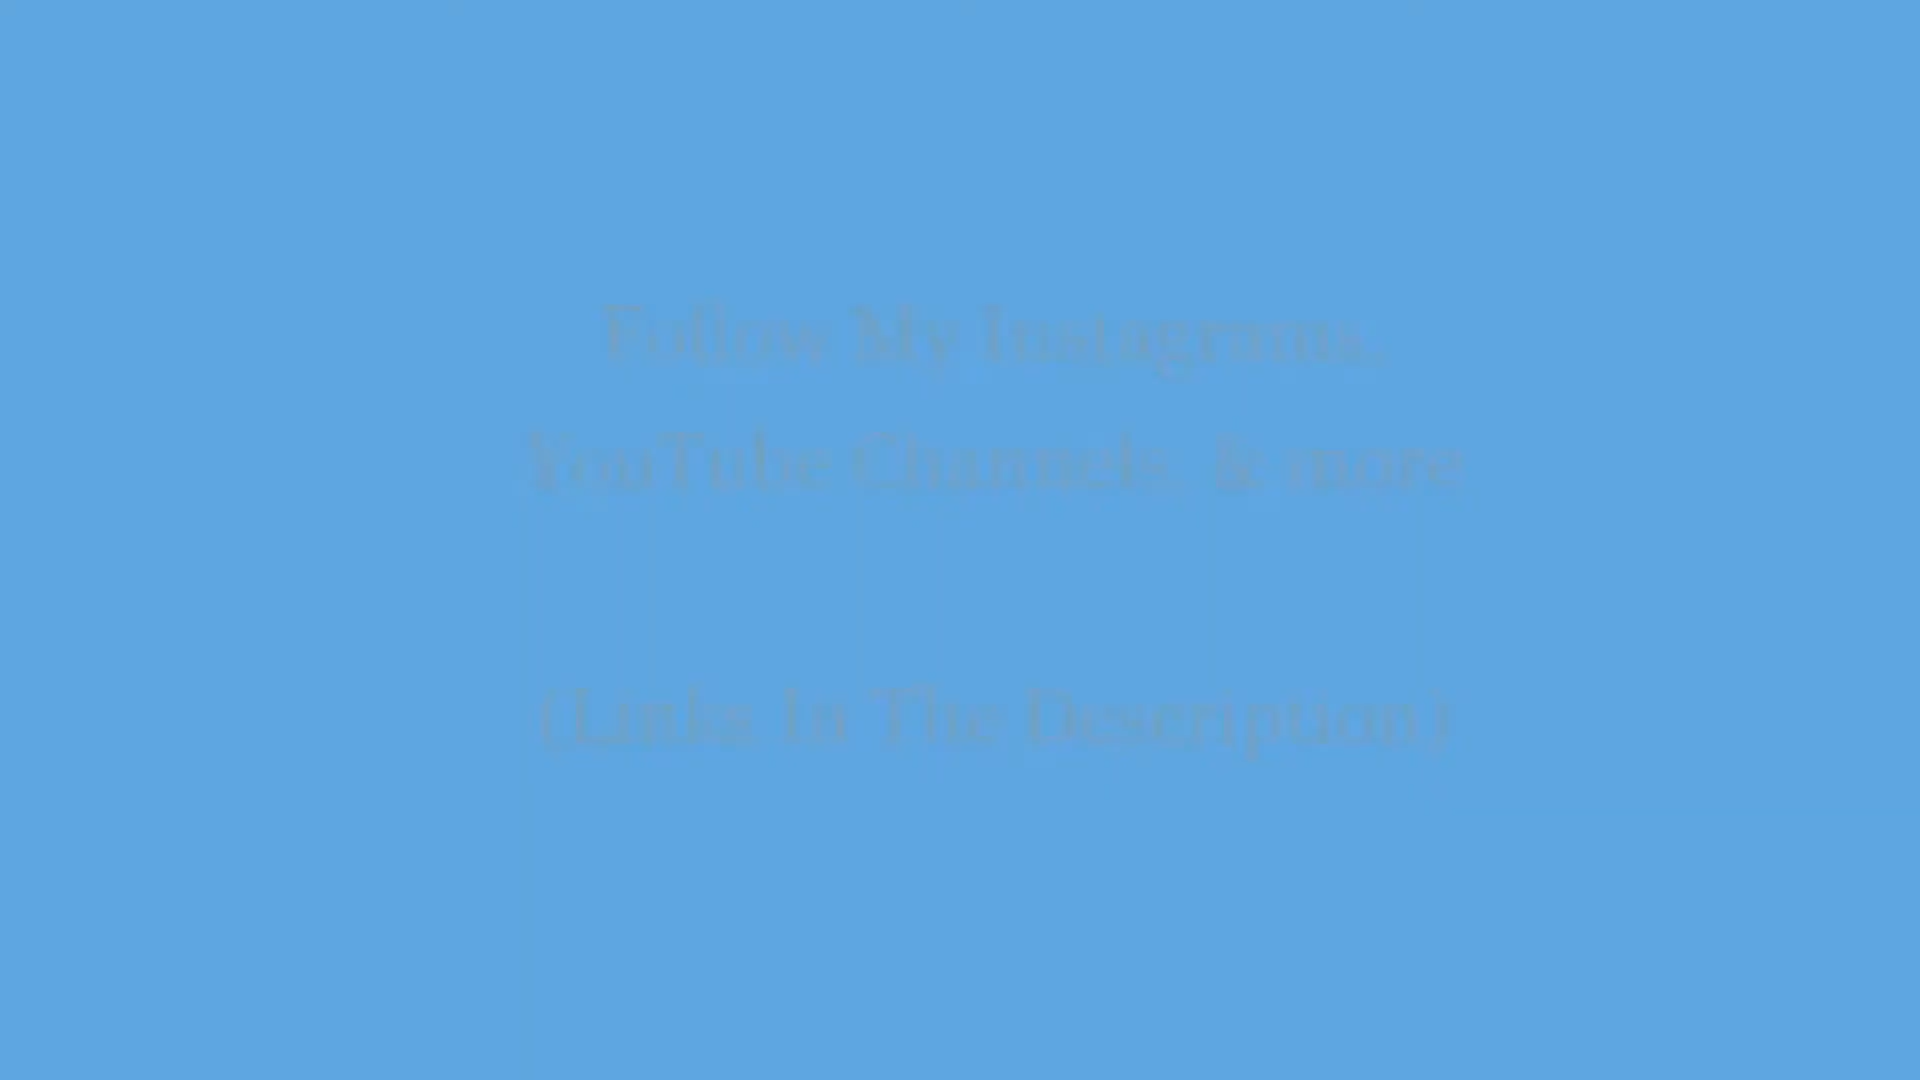 Follow My Instagrams,
YouTube Channels, & more
(Links In The Description)